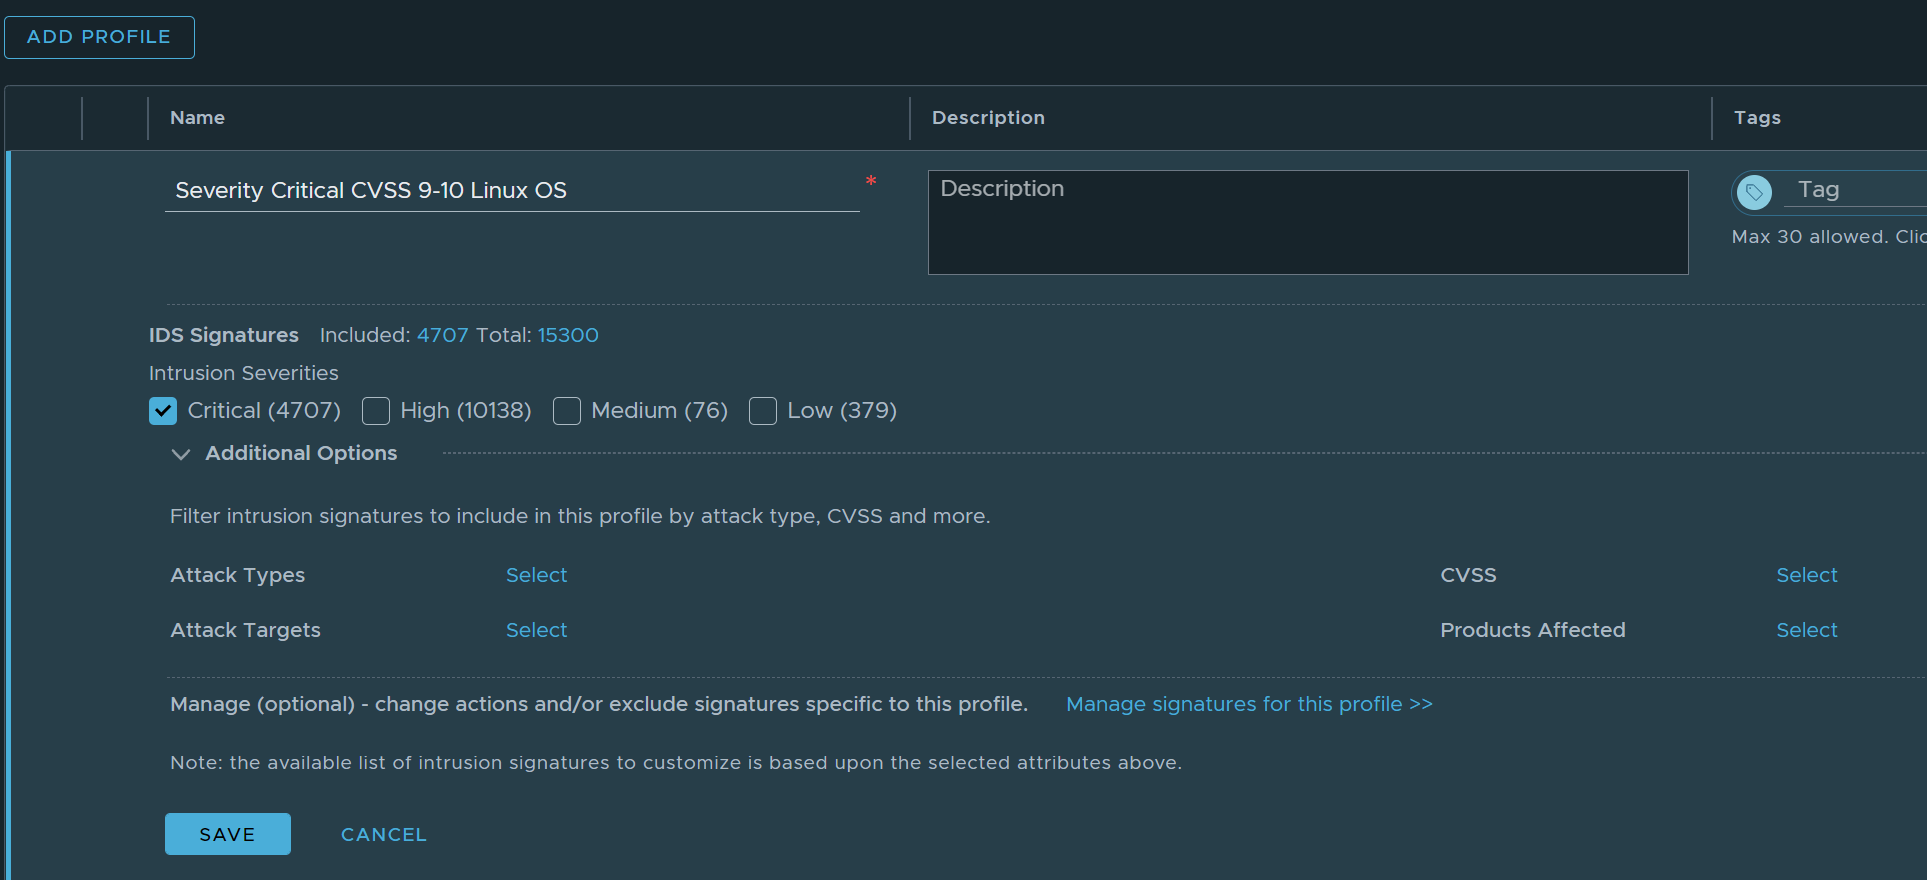 ADD PROFILE
Name Description Tags
Severity Critical CVSS 9-10 Linux OS * Description Tag
Max 30 allowed. Clic
IDS Signatures Included: 4707 Total: 15300
Intrusion Severities
Critical (4707) High (10138) Medium (76) Low (379)
Additional Options
Filter intrusion signatures to include in this profile by attack type, CVSS and more.
Attack Types Select CVSS Select
Attack Targets Select Products Affected Select
Manage (optional) - change actions and/or exclude signatures specific to this profile. Manage signatures for this profile >>
Note: the available list of intrusion signatures to customize is based upon the selected attributes above.
SAVE CANCEL